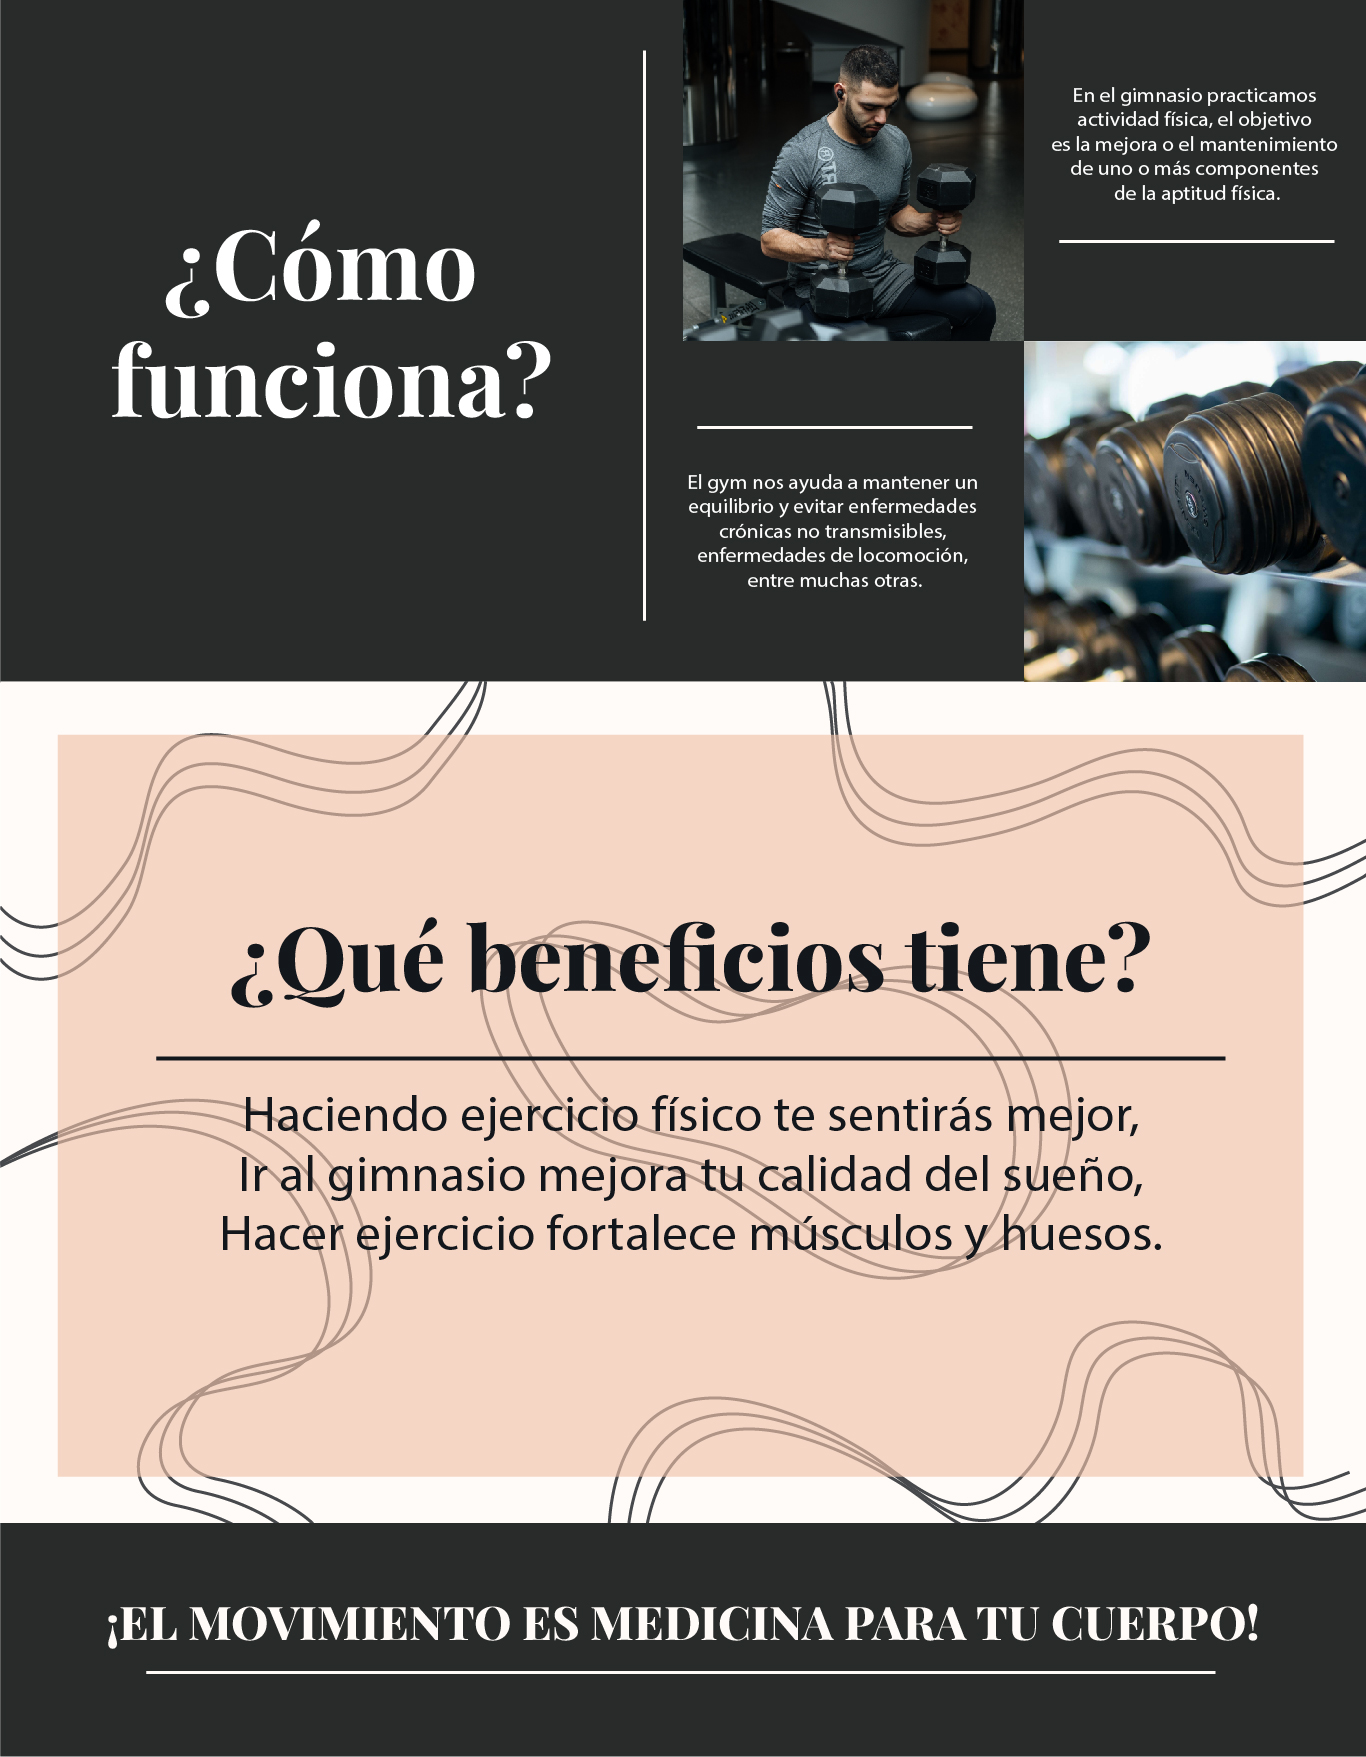 ¿Cómo
funciona?
En el gimnasio practicamos
actividad física, el objetivo
es la mejora o el mantenimiento
de uno o más componentes
de la aptitud física.
El gym nos ayuda a mantener un
equilibrio y evitar enfermedades
crónicas no transmisibles,
enfermedades de locomoción,
entre muchas otras.
¿Qué beneficios tiene?
Haciendo ejercicio físico te sentirás mejor,
Ir al gimnasio mejora tu calidad del sueño,
Hacer ejercicio fortalece músculos y huesos.
¡EL MOVIMIENTO ES MEDICINA PARA TU CUERPO!